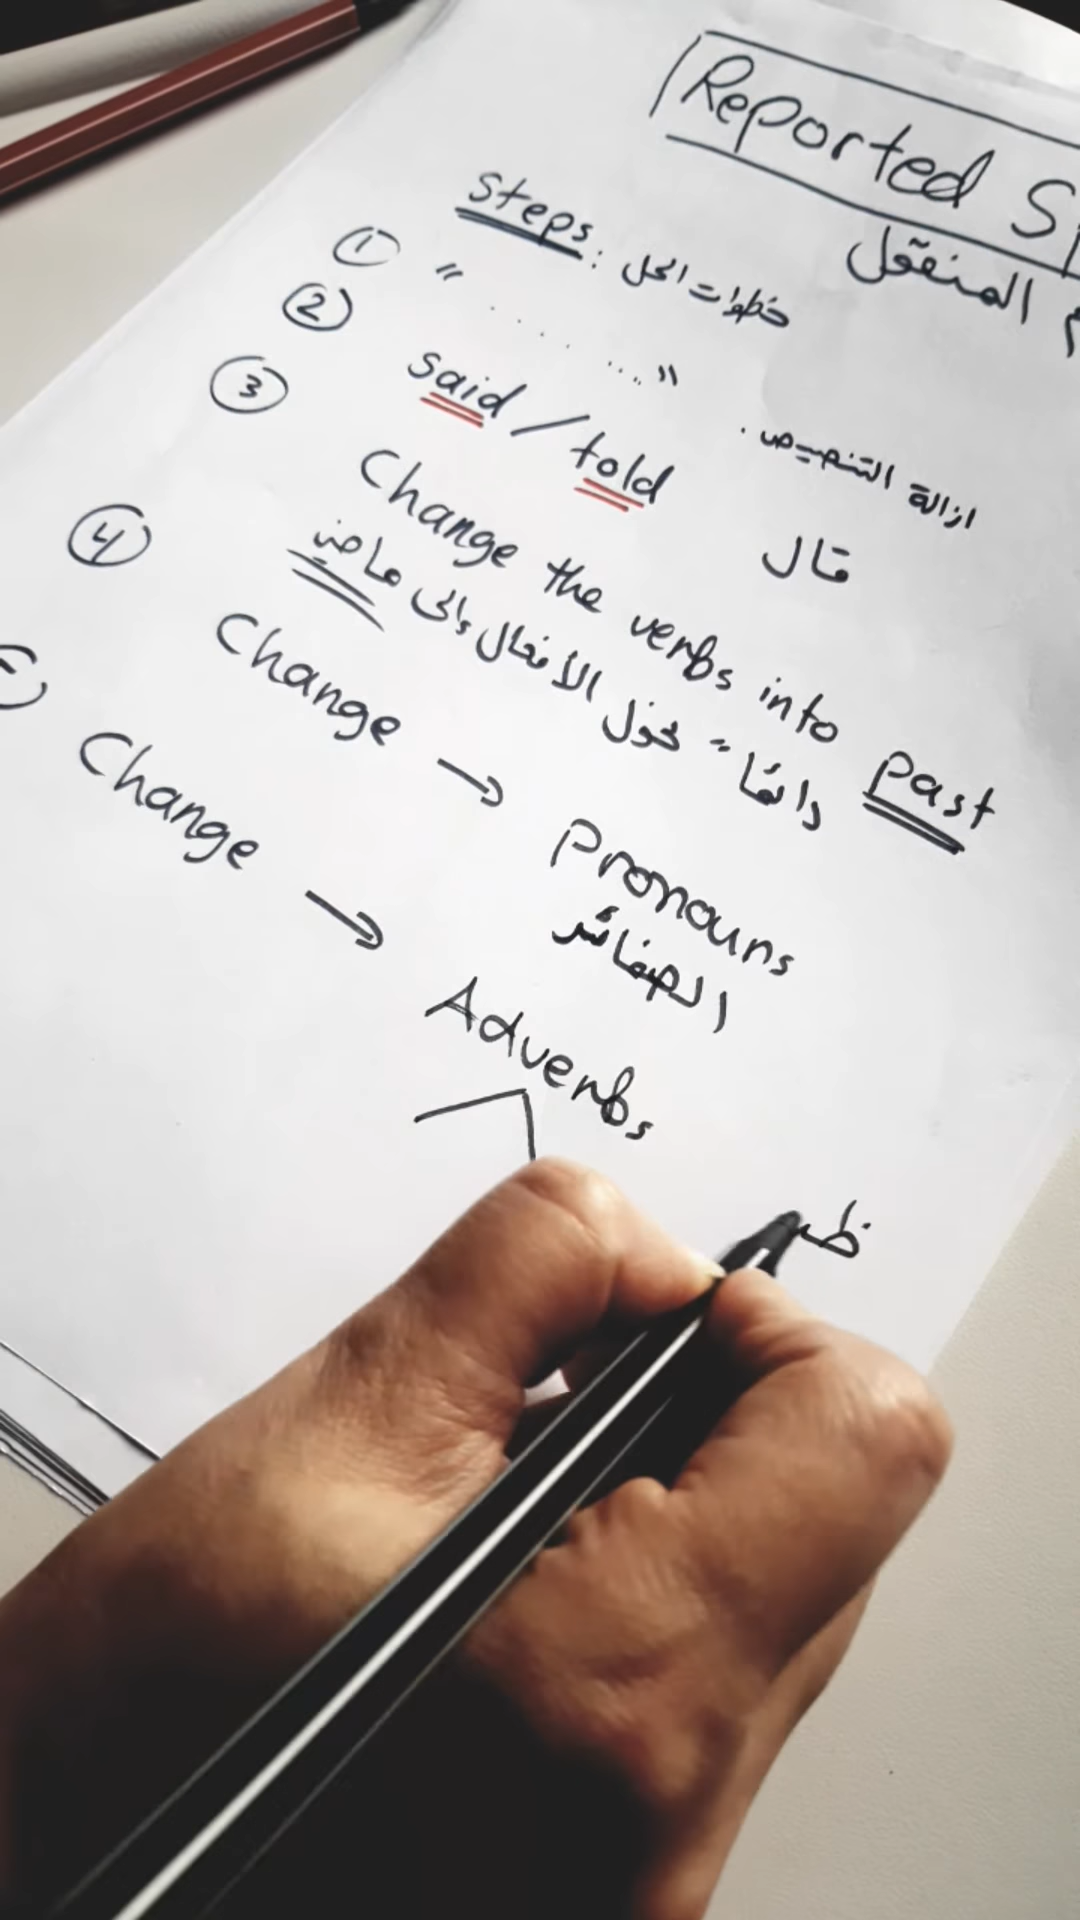 Reported S
المنقول
Steps: خطوات الحل
① " ........ " ازالة التنصيص.
② said / told قال
③ Change the verbs into past
دائمًا" نحول الأفعال إلى ماضي
④ Change → Pronouns
الضمائر
Change → Adverbs